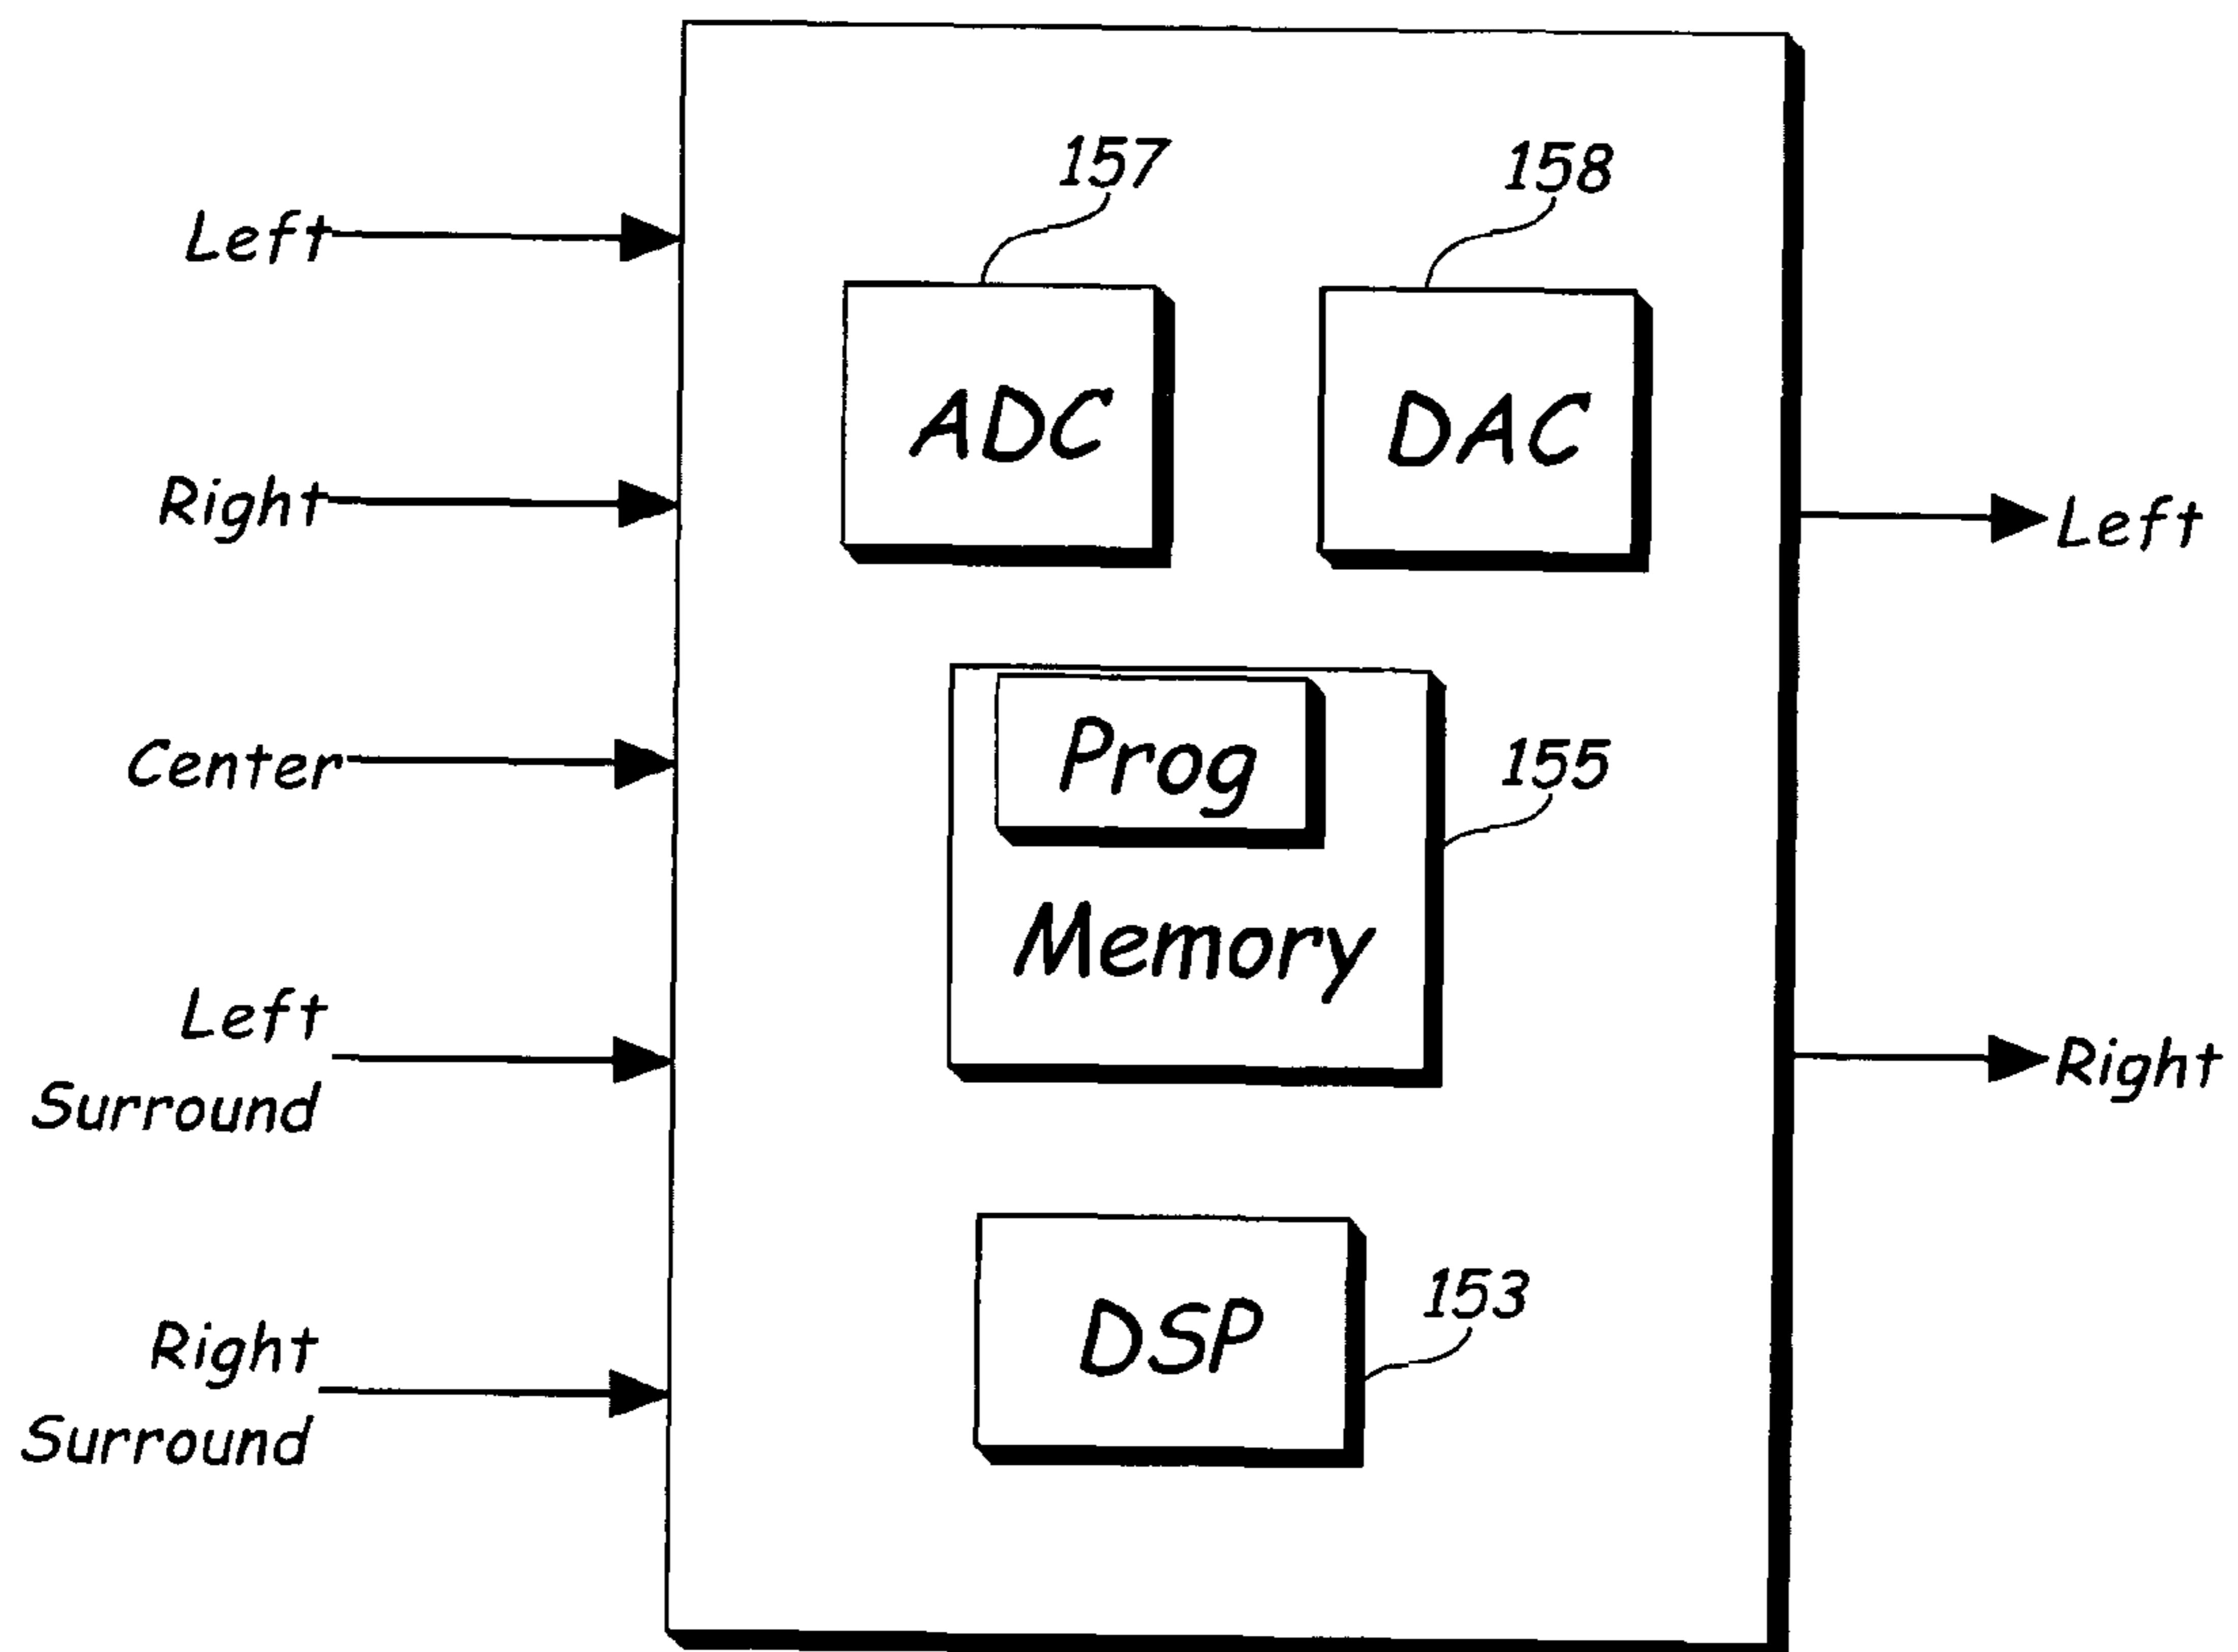 157
158
Left
ADC
DAC
Right
Left
Prog
155
Center
Memory
Left
Surround
Right
153
DSP
Right
Surround